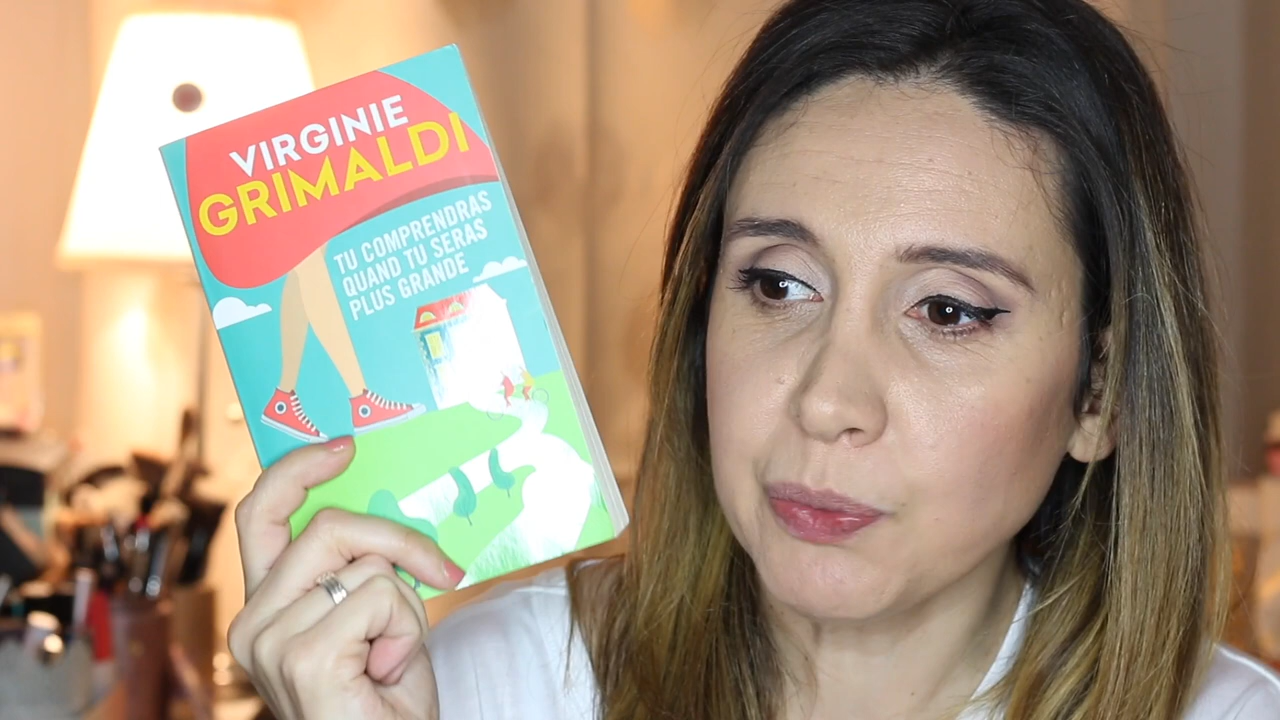 VIRGINIE
GRIMALDI
TU COMPRENDRAS
QUAND TU SERAS
PLUS GRANDE